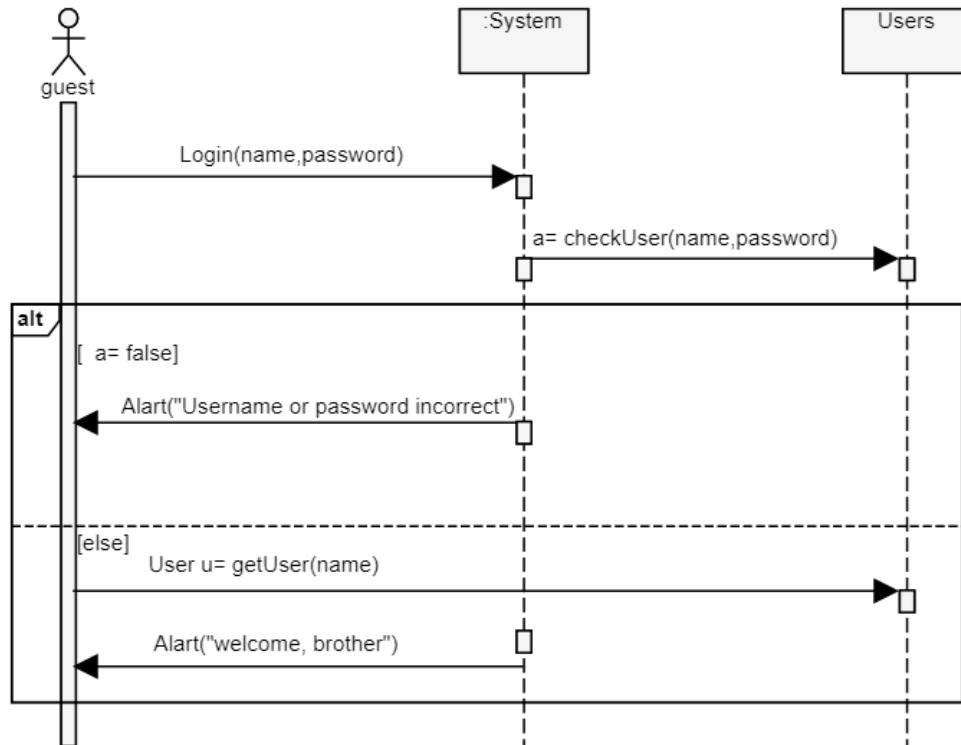 :System
Users
guest
Login(name,password)
a= checkUser(name,password)
alt
[  a= false]
Alart("Username or password incorrect")
[else]
User u= getUser(name)
Alart("welcome, brother")